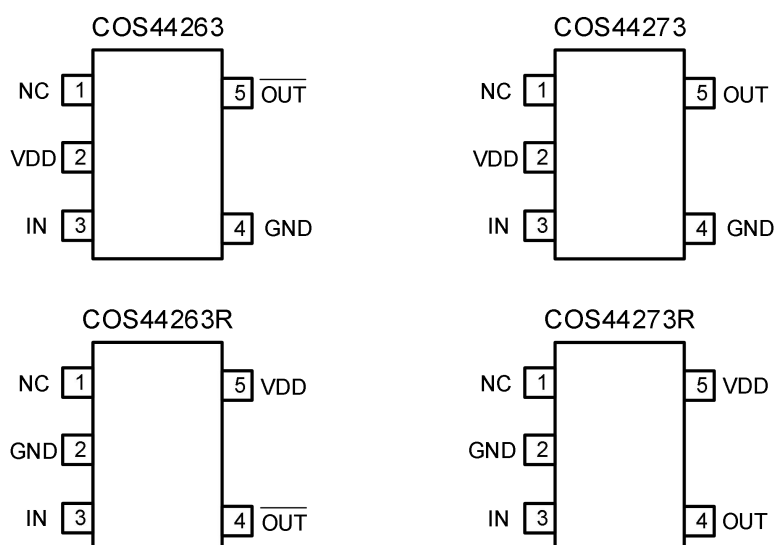 COS44263
NC 1 5 O̅U̅T̅
VDD 2
IN 3 4 GND
COS44273
NC 1 5 OUT
VDD 2
IN 3 4 GND
COS44263R
NC 1 5 VDD
GND 2
IN 3 4 O̅U̅T̅
COS44273R
NC 1 5 VDD
GND 2
IN 3 4 OUT